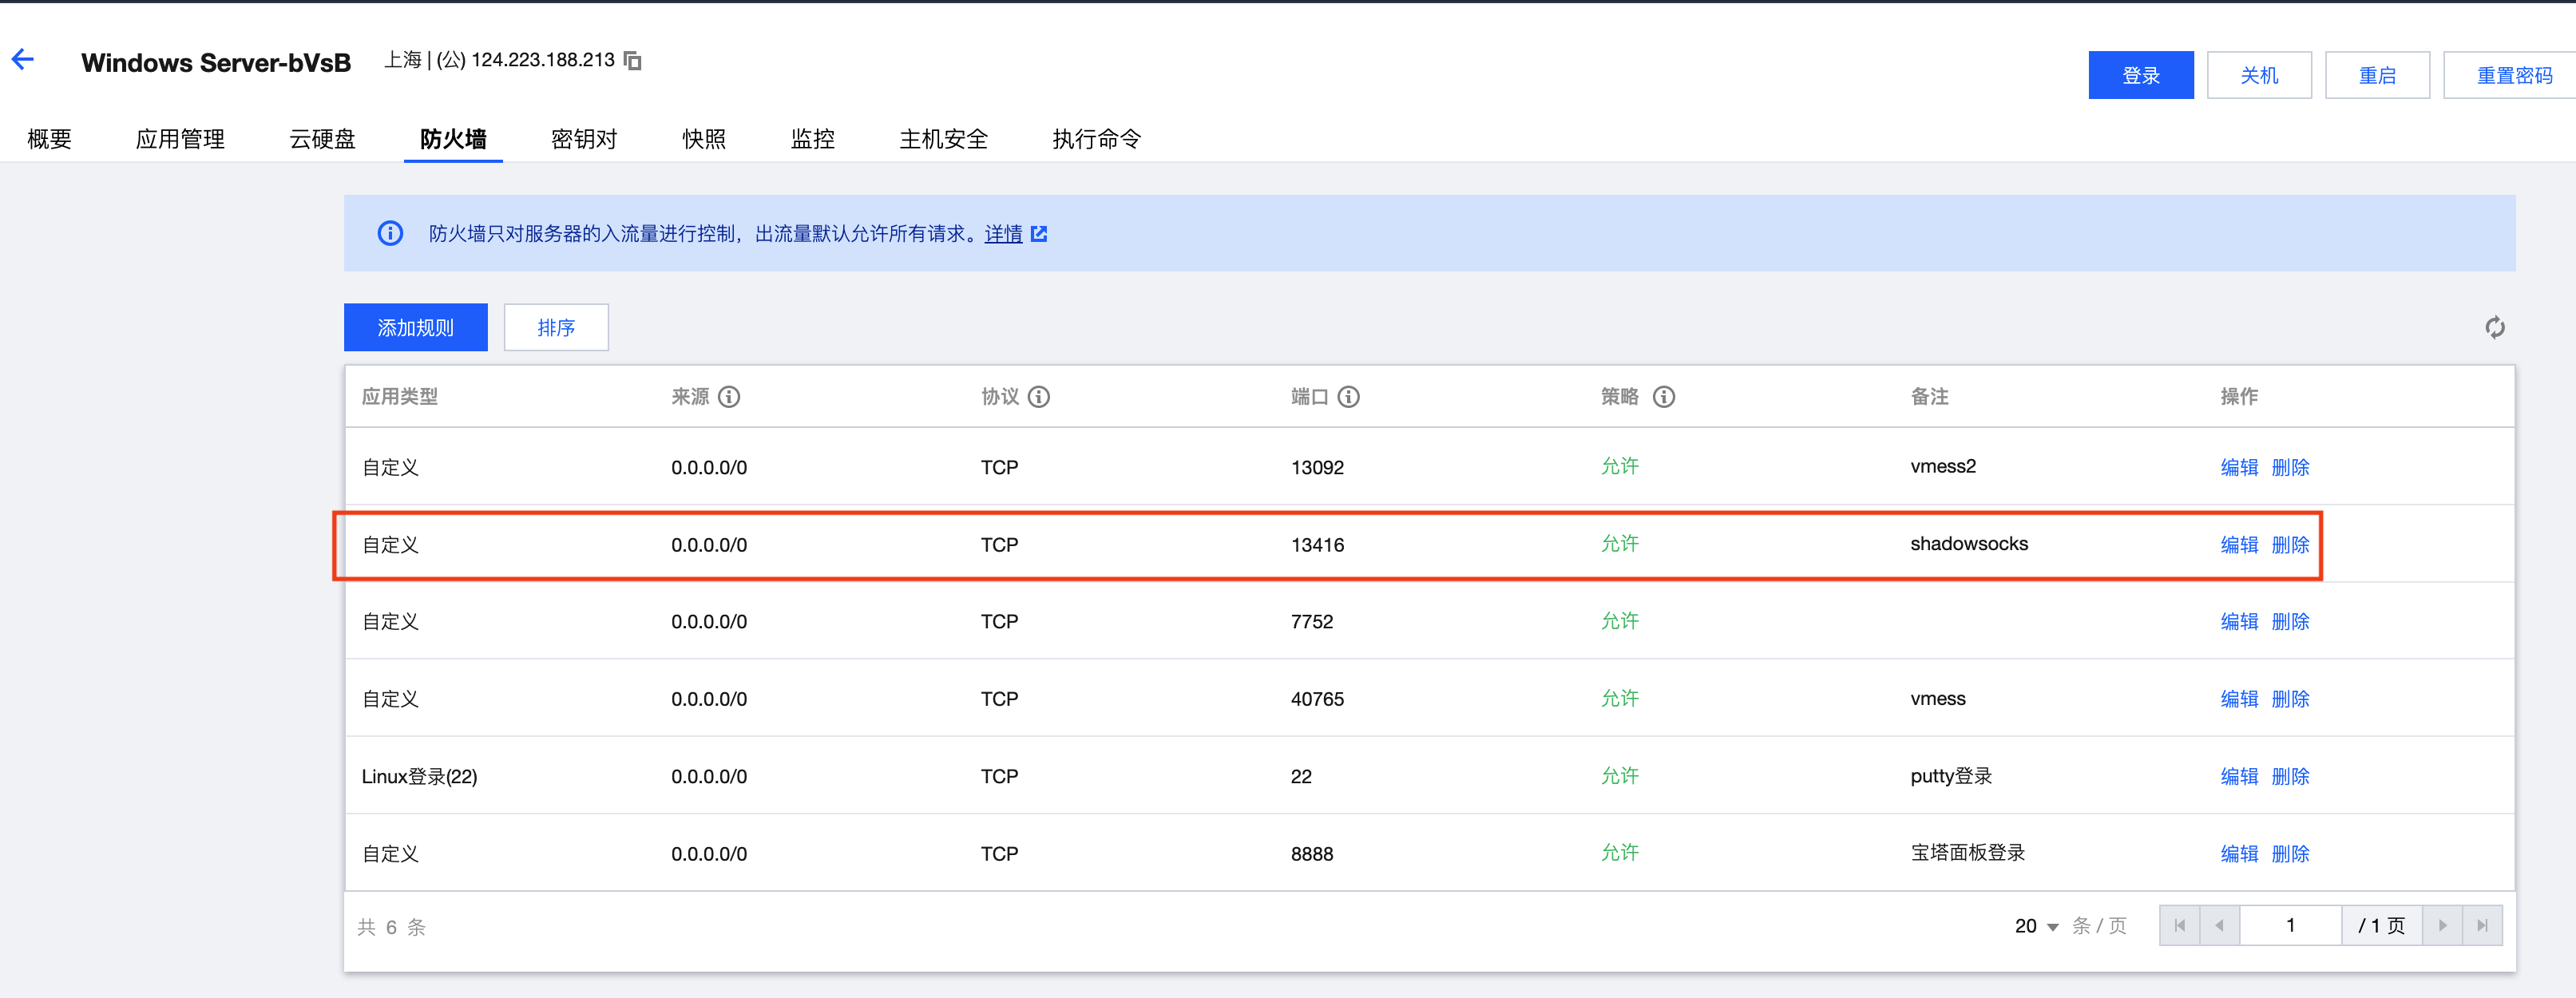 Windows Server-bVsB 上海 | (公) 124.223.188.213
登录 关机 重启 重置密码
概要 应用管理 云硬盘 防火墙 密钥对 快照 监控 主机安全 执行命令
防火墙只对服务器的入流量进行控制，出流量默认允许所有请求。详情
添加规则 排序
应用类型 来源 协议 端口 策略 备注 操作
自定义 0.0.0.0/0 TCP 13092 允许 vmess2 编辑 删除
自定义 0.0.0.0/0 TCP 13416 允许 shadowsocks 编辑 删除
自定义 0.0.0.0/0 TCP 7752 允许 编辑 删除
自定义 0.0.0.0/0 TCP 40765 允许 vmess 编辑 删除
Linux登录(22) 0.0.0.0/0 TCP 22 允许 putty登录 编辑 删除
自定义 0.0.0.0/0 TCP 8888 允许 宝塔面板登录 编辑 删除
共 6 条 20 条 / 页 1 / 1 页